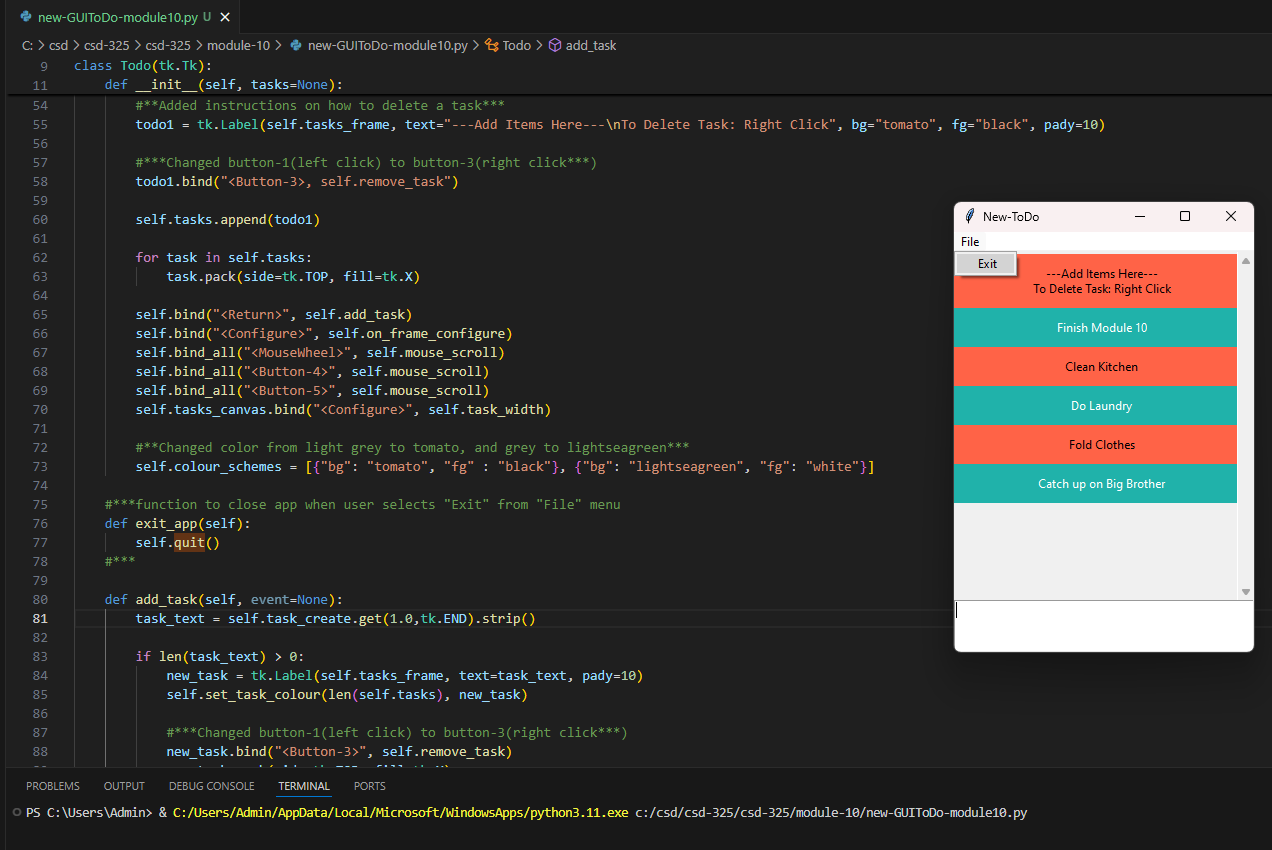 new-GUIToDo-module10.py U
C: > csd > csd-325 > csd-325 > module-10 > new-GUIToDo-module10.py > Todo > add_task
9 class Todo(tk.Tk):
11 def __init__(self, tasks=None):
54 #**Added instructions on how to delete a task***
55 todo1 = tk.Label(self.tasks_frame, text="---Add Items Here---\nTo Delete Task: Right Click", bg="tomato", fg="black", pady=10)
56
57 #***Changed button-1(left click) to button-3(right click***)
58 todo1.bind("<Button-3>, self.remove_task")
59
60 self.tasks.append(todo1)
61
62 for task in self.tasks:
63 task.pack(side=tk.TOP, fill=tk.X)
64
65 self.bind("<Return>", self.add_task)
66 self.bind("<Configure>", self.on_frame_configure)
67 self.bind_all("<MouseWheel>", self.mouse_scroll)
68 self.bind_all("<Button-4>", self.mouse_scroll)
69 self.bind_all("<Button-5>", self.mouse_scroll)
70 self.tasks_canvas.bind("<Configure>", self.task_width)
71
72 #**Changed color from light grey to tomato, and grey to lightseagreen***
73 self.colour_schemes = [{"bg": "tomato", "fg" : "black"}, {"bg": "lightseagreen", "fg": "white"}]
74
75 #***function to close app when user selects "Exit" from "File" menu
76 def exit_app(self):
77 self.quit()
78 #***
79
80 def add_task(self, event=None):
81 task_text = self.task_create.get(1.0,tk.END).strip()
82
83 if len(task_text) > 0:
84 new_task = tk.Label(self.tasks_frame, text=task_text, pady=10)
85 self.set_task_colour(len(self.tasks), new_task)
86
87 #***Changed button-1(left click) to button-3(right click***)
88 new_task.bind("<Button-3>", self.remove_task)
New-ToDo
File
Exit
---Add Items Here---
To Delete Task: Right Click
Finish Module 10
Clean Kitchen
Do Laundry
Fold Clothes
Catch up on Big Brother
PROBLEMS OUTPUT DEBUG CONSOLE TERMINAL PORTS
PS C:\Users\Admin> & C:/Users/Admin/AppData/Local/Microsoft/WindowsApps/python3.11.exe c:/csd/csd-325/csd-325/module-10/new-GUIToDo-module10.py